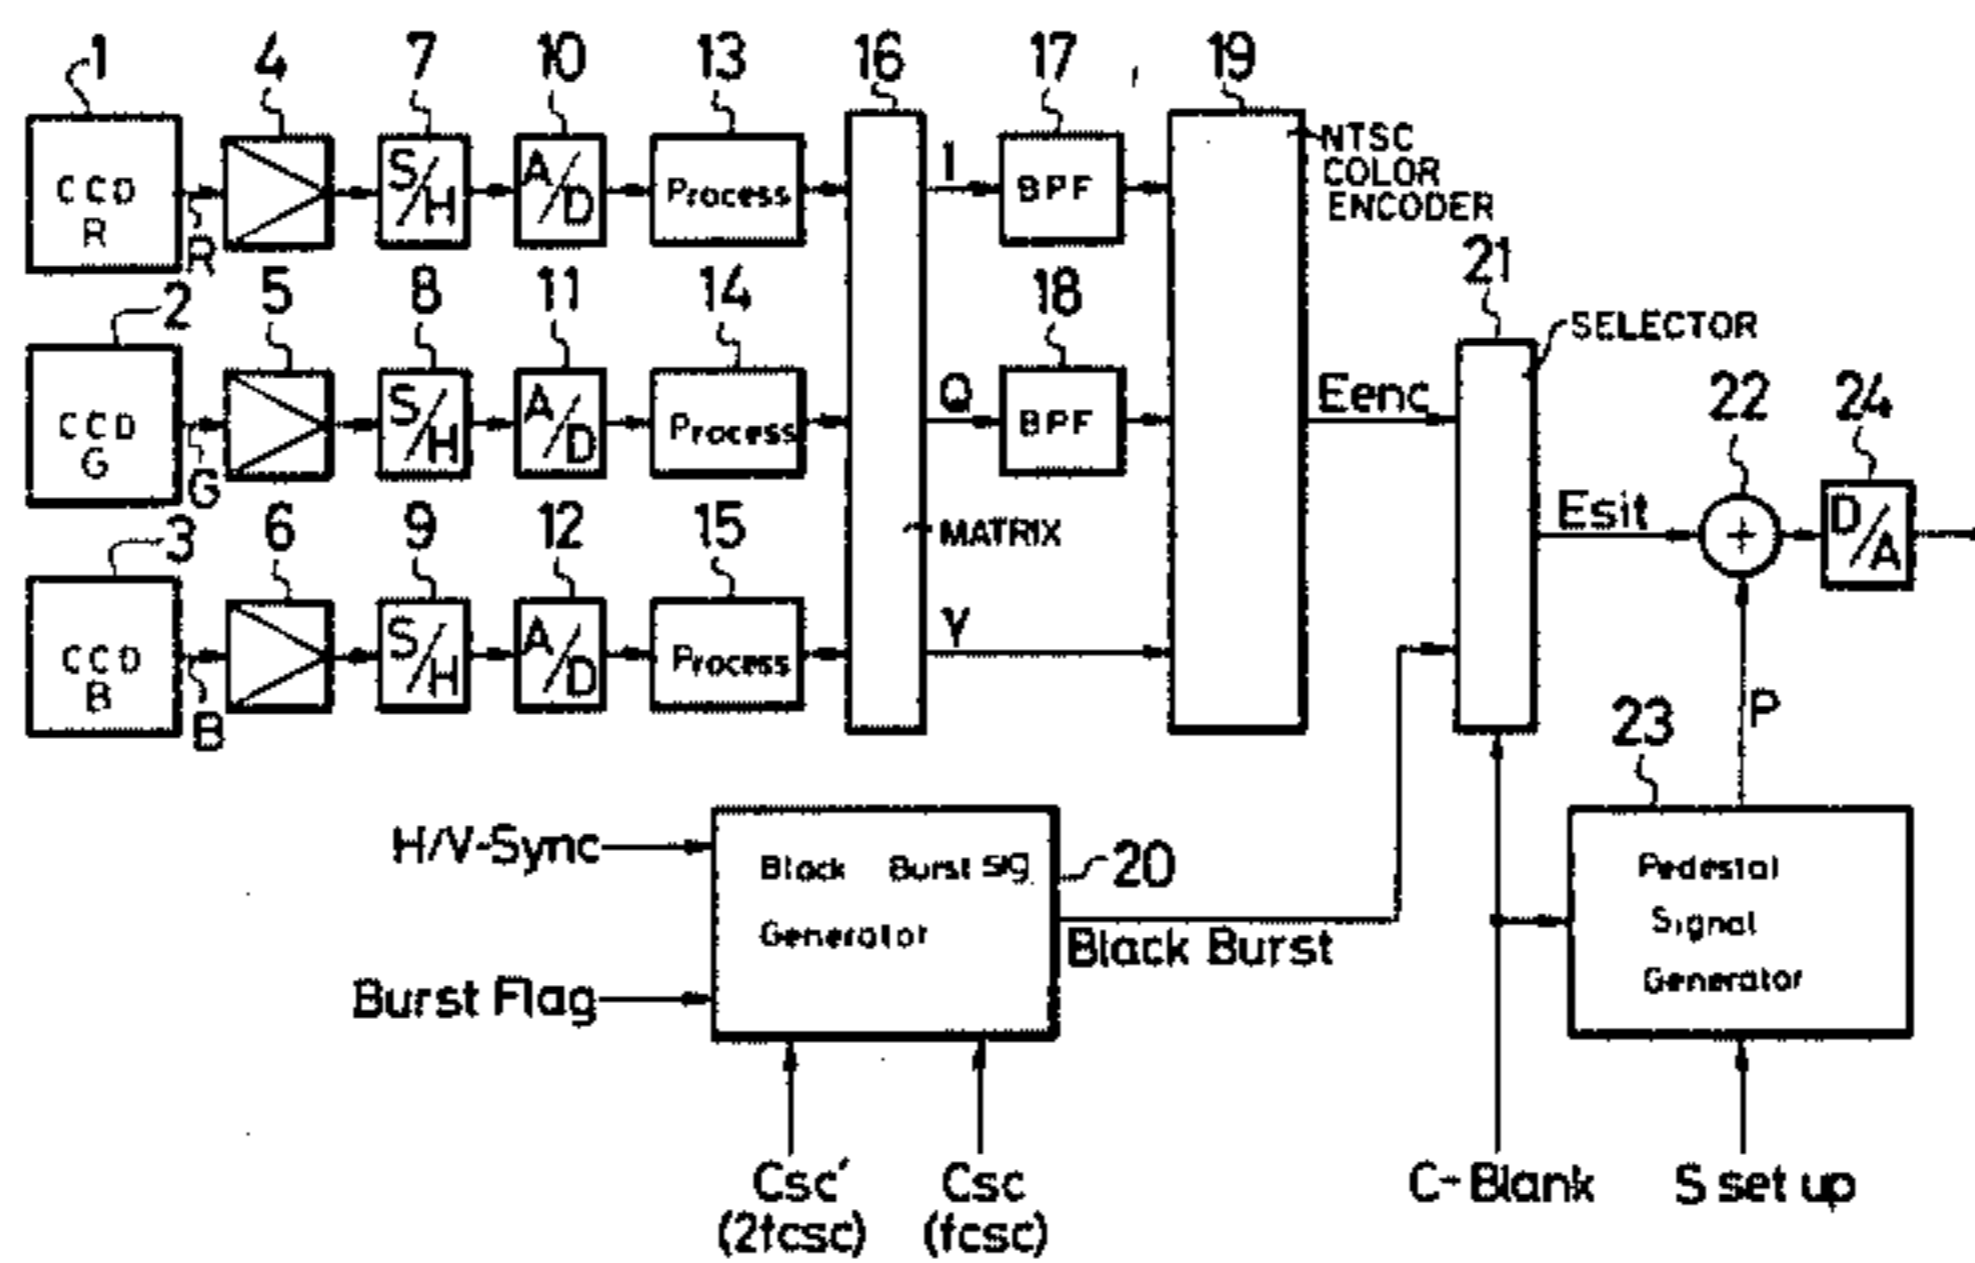 1 4 7 10 13 16 17 19
CCD
R
R
S/H
A/D
Process
I
BPF
NTSC
COLOR
ENCODER
2 5 8 11 14 18 21
CCD
G
G
S/H
A/D
Process
Q
BPF
Eenc
SELECTOR
22 24
3 6 9 12 15
MATRIX
Esit
+
D/A
CCD
B
B
S/H
A/D
Process
Y
P
23
H/V-Sync
Black Burst sig
Generator
20
Black Burst
Burst Flag
Pedestal
Signal
Generator
Csc'
(2fcsc)
Csc
(fcsc)
C-Blank
S set up